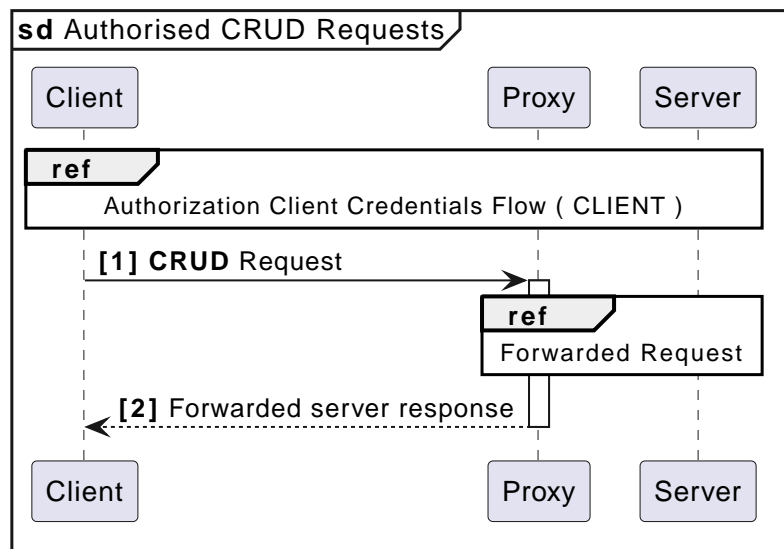 sd Authorised CRUD Requests
Client Proxy Server
ref
Authorization Client Credentials Flow ( CLIENT )
[1] CRUD Request
ref
Forwarded Request
[2] Forwarded server response
Client Proxy Server